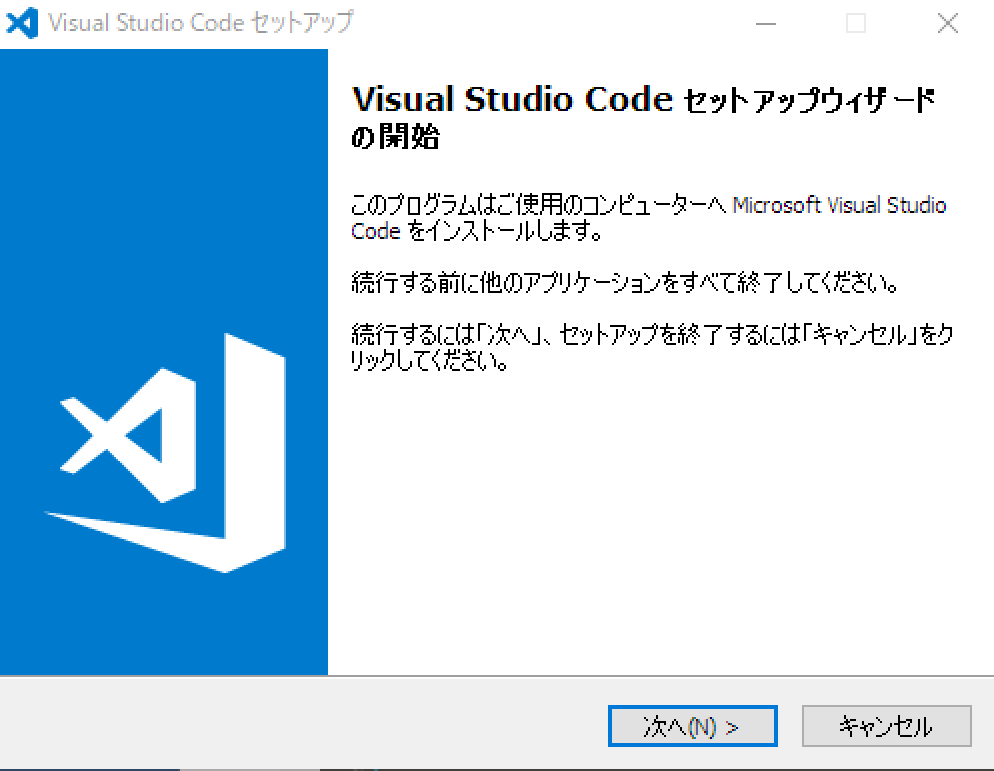 Visual Studio Code セットアップ
Visual Studio Code セットアップウィザード
の開始
このプログラムはご使用のコンピューターへ Microsoft Visual Studio
Code をインストールします。
続行する前に他のアプリケーションをすべて終了してください。
続行するには「次へ」、セットアップを終了するには「キャンセル」をク
リックしてください。
次へ(N) >
キャンセル